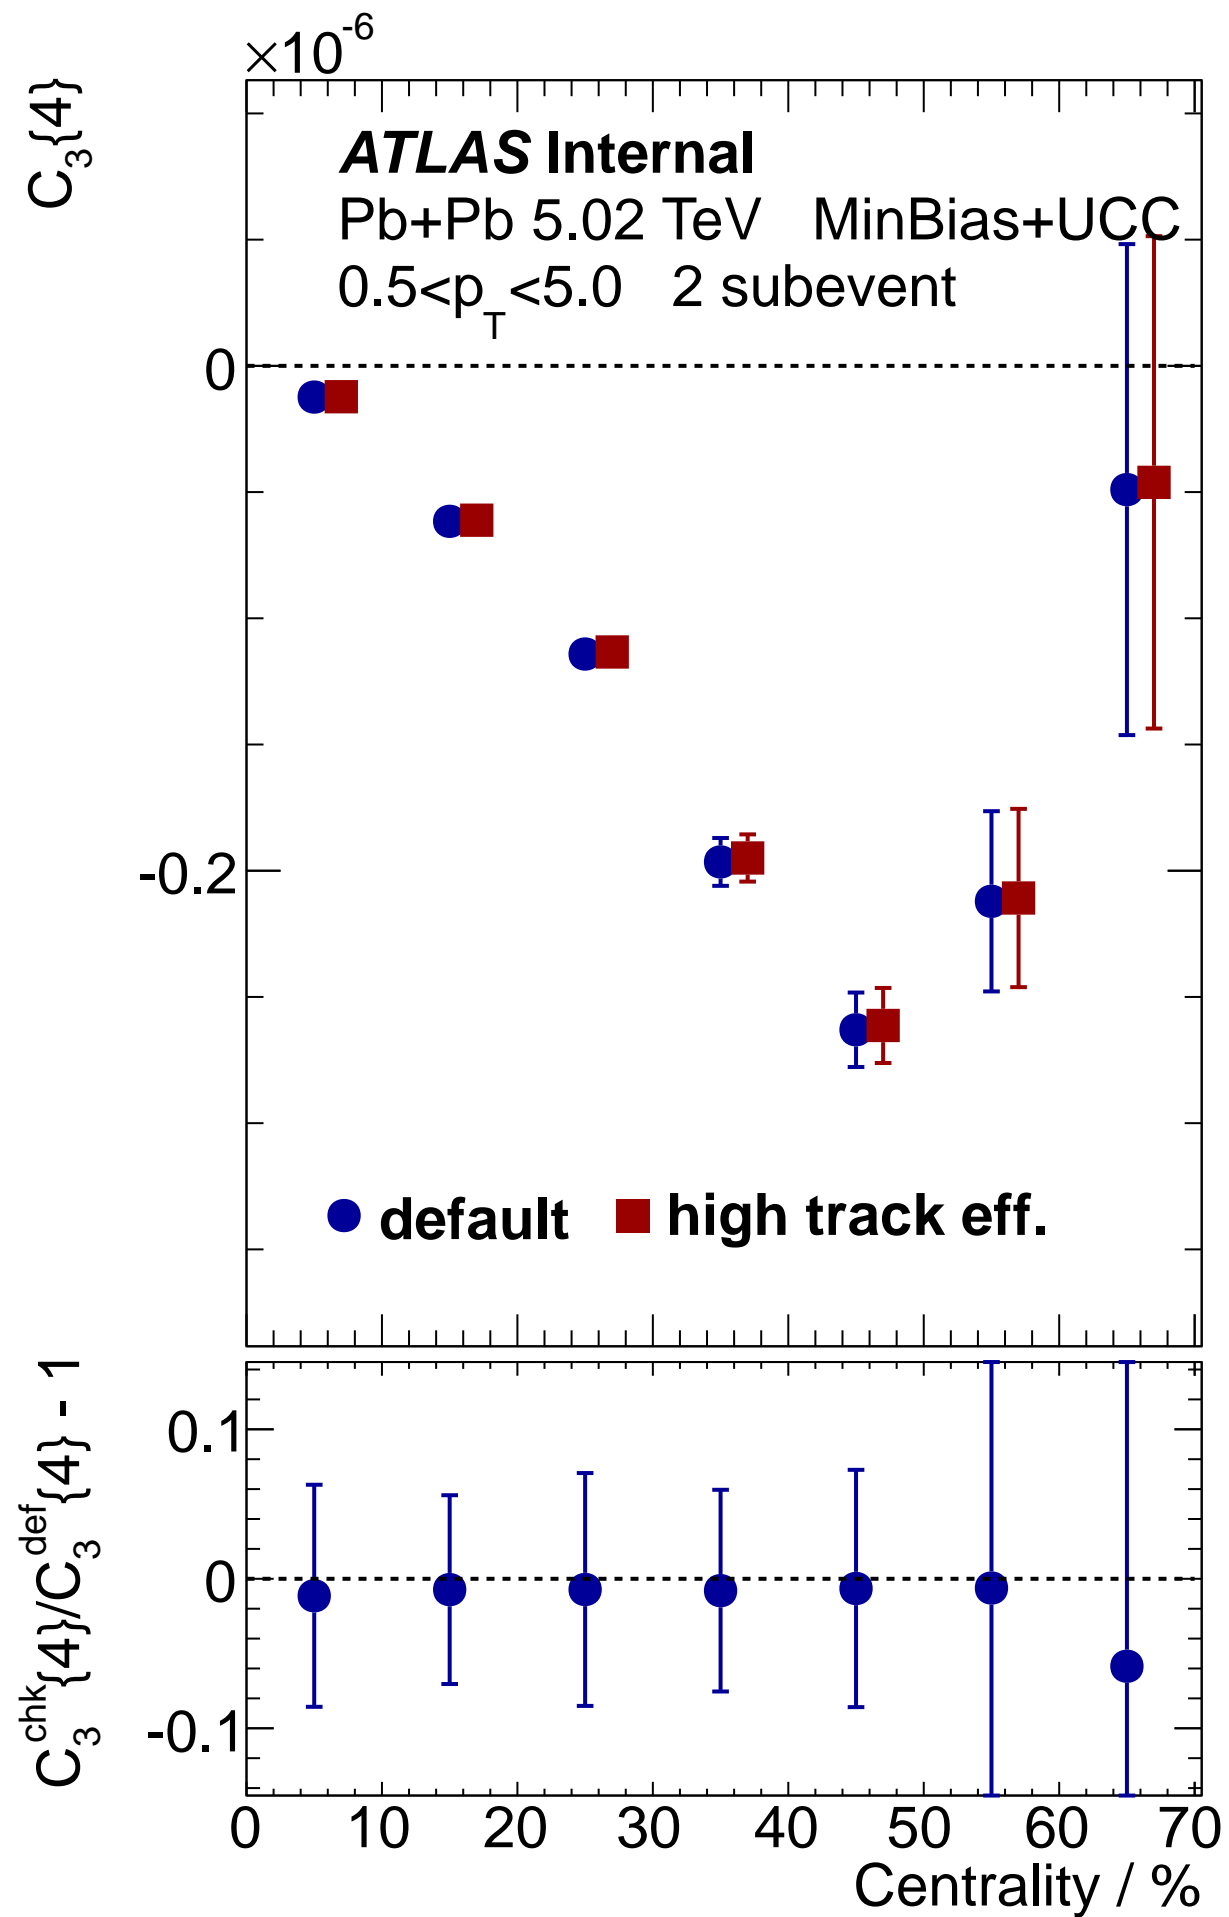 ×10^-6
C_3{4}
ATLAS Internal
Pb+Pb 5.02 TeV MinBias+UCC
0.5<p_T<5.0 2 subevent
0
-0.2
default high track eff.
C_3^chk{4}/C_3^def{4} - 1
0.1
0
-0.1
0 10 20 30 40 50 60 70
Centrality / %